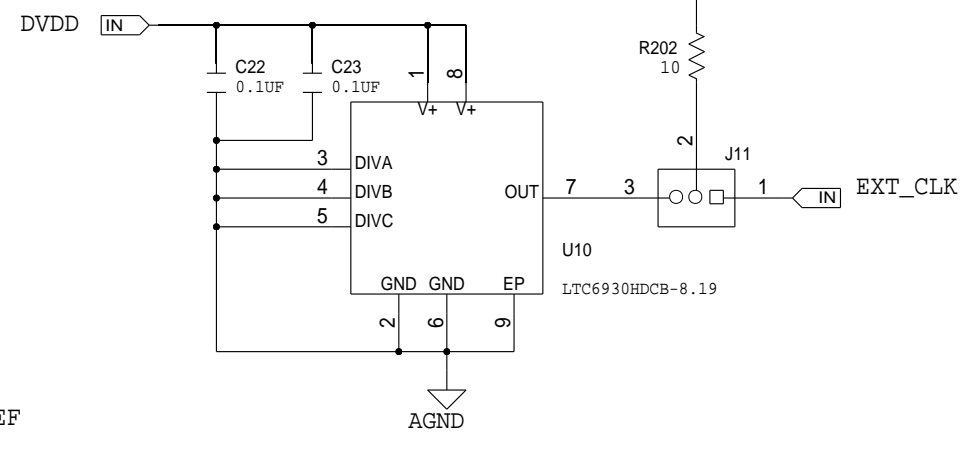 DVDD IN
R202
10
C22
0.1UF
C23
0.1UF
1
8
V+ V+
2
J11
3 DIVA
4 DIVB
5 DIVC
OUT 7
3
1
IN EXT_CLK
U10
LTC6930HDCB-8.19
GND GND EP
2
6
9
AGND
EF